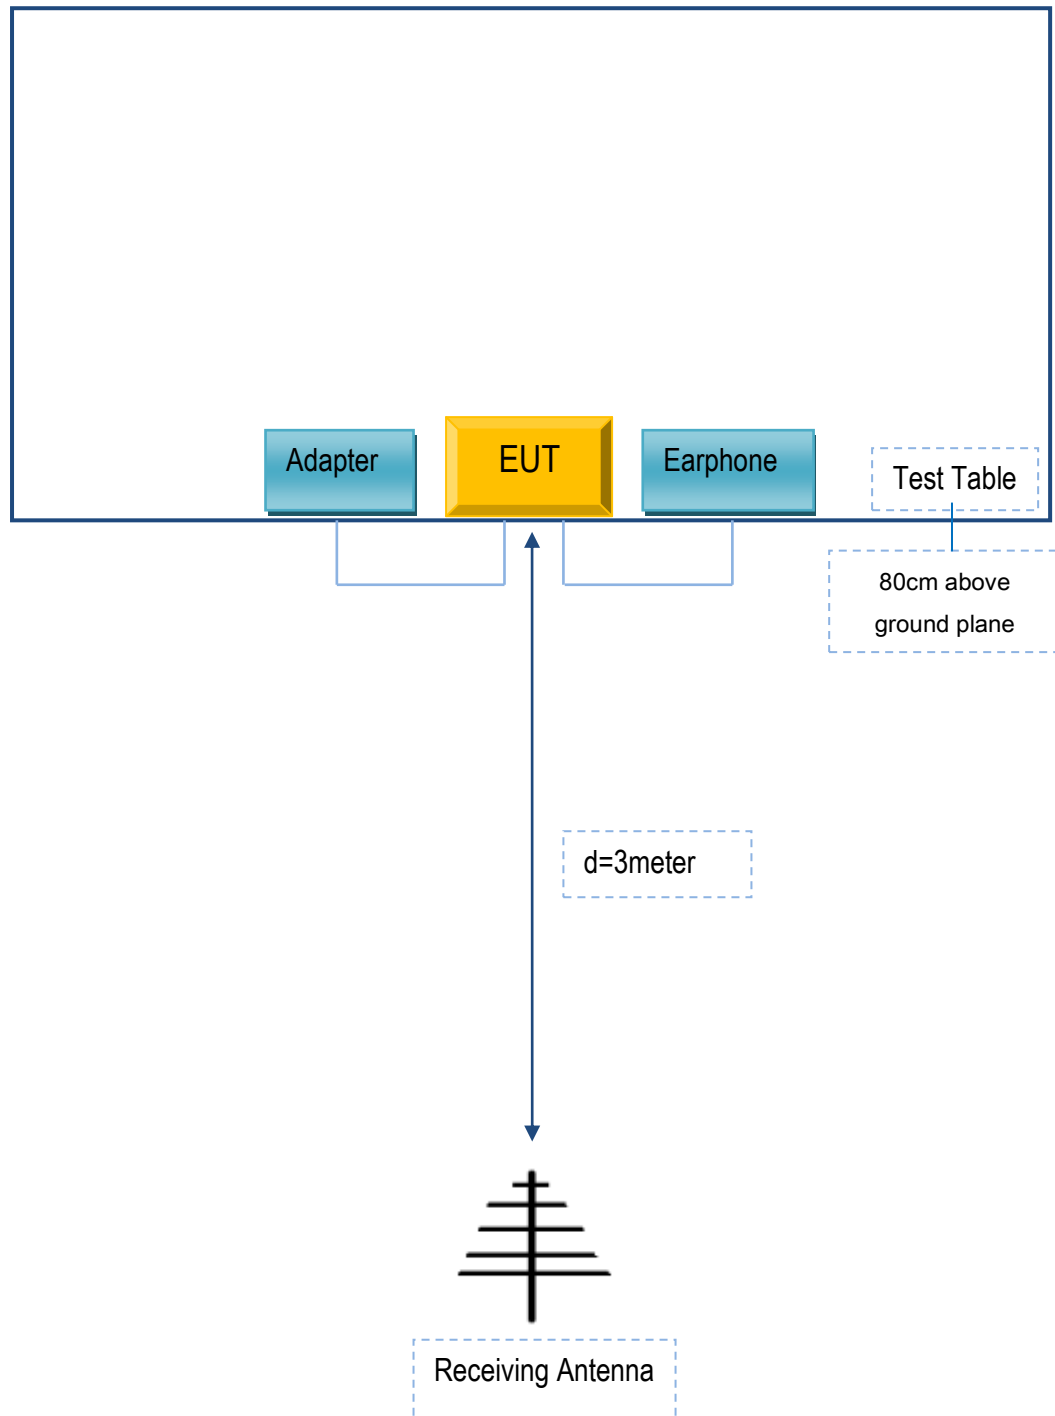 Adapter
EUT
Earphone
Test Table
80cm above
ground plane
d=3meter
Receiving Antenna